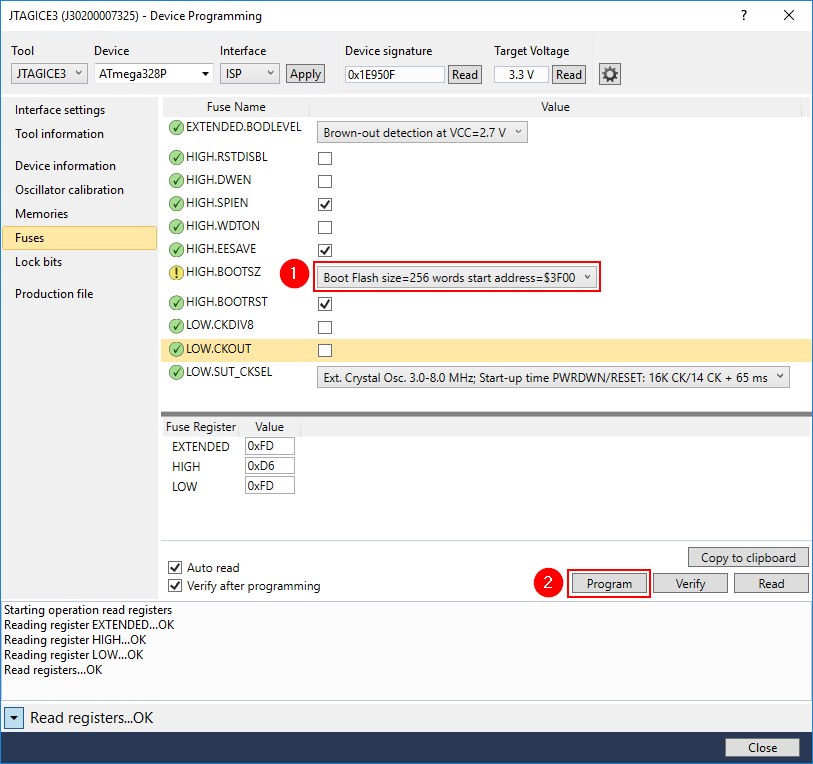 JTAGICE3 (J30200007325) - Device Programming
Tool Device Interface Device signature Target Voltage
JTAGICE3 ATmega328P ISP Apply 0x1E950F Read 3.3 V Read
Interface settings
Tool information
Device information
Oscillator calibration
Memories
Fuses
Lock bits
Production file
Fuse Name Value
EXTENDED.BODLEVEL Brown-out detection at VCC=2.7 V
HIGH.RSTDISBL
HIGH.DWEN
HIGH.SPIEN
HIGH.WDTON
HIGH.EESAVE
HIGH.BOOTSZ 1 Boot Flash size=256 words start address=$3F00
HIGH.BOOTRST
LOW.CKDIV8
LOW.CKOUT
LOW.SUT_CKSEL Ext. Crystal Osc. 3.0-8.0 MHz; Start-up time PWRDWN/RESET: 16K CK/14 CK + 65 ms
Fuse Register Value
EXTENDED 0xFD
HIGH 0xD6
LOW 0xFD
Copy to clipboard
Auto read
Verify after programming
2 Program Verify Read
Starting operation read registers
Reading register EXTENDED...OK
Reading register HIGH...OK
Reading register LOW...OK
Read registers...OK
Read registers...OK
Close